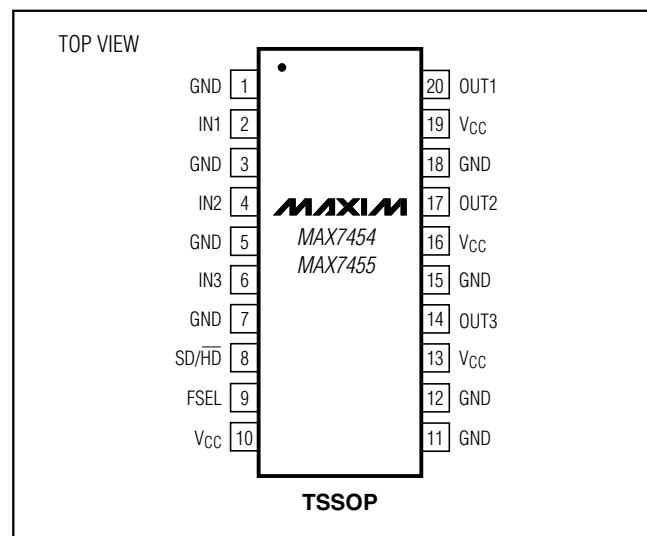 TOP VIEW
GND 1
IN1 2
GND 3
IN2 4
GND 5
IN3 6
GND 7
SD/H̅D̅ 8
FSEL 9
VCC 10
MAXIM
MAX7454
MAX7455
20 OUT1
19 VCC
18 GND
17 OUT2
16 VCC
15 GND
14 OUT3
13 VCC
12 GND
11 GND
TSSOP